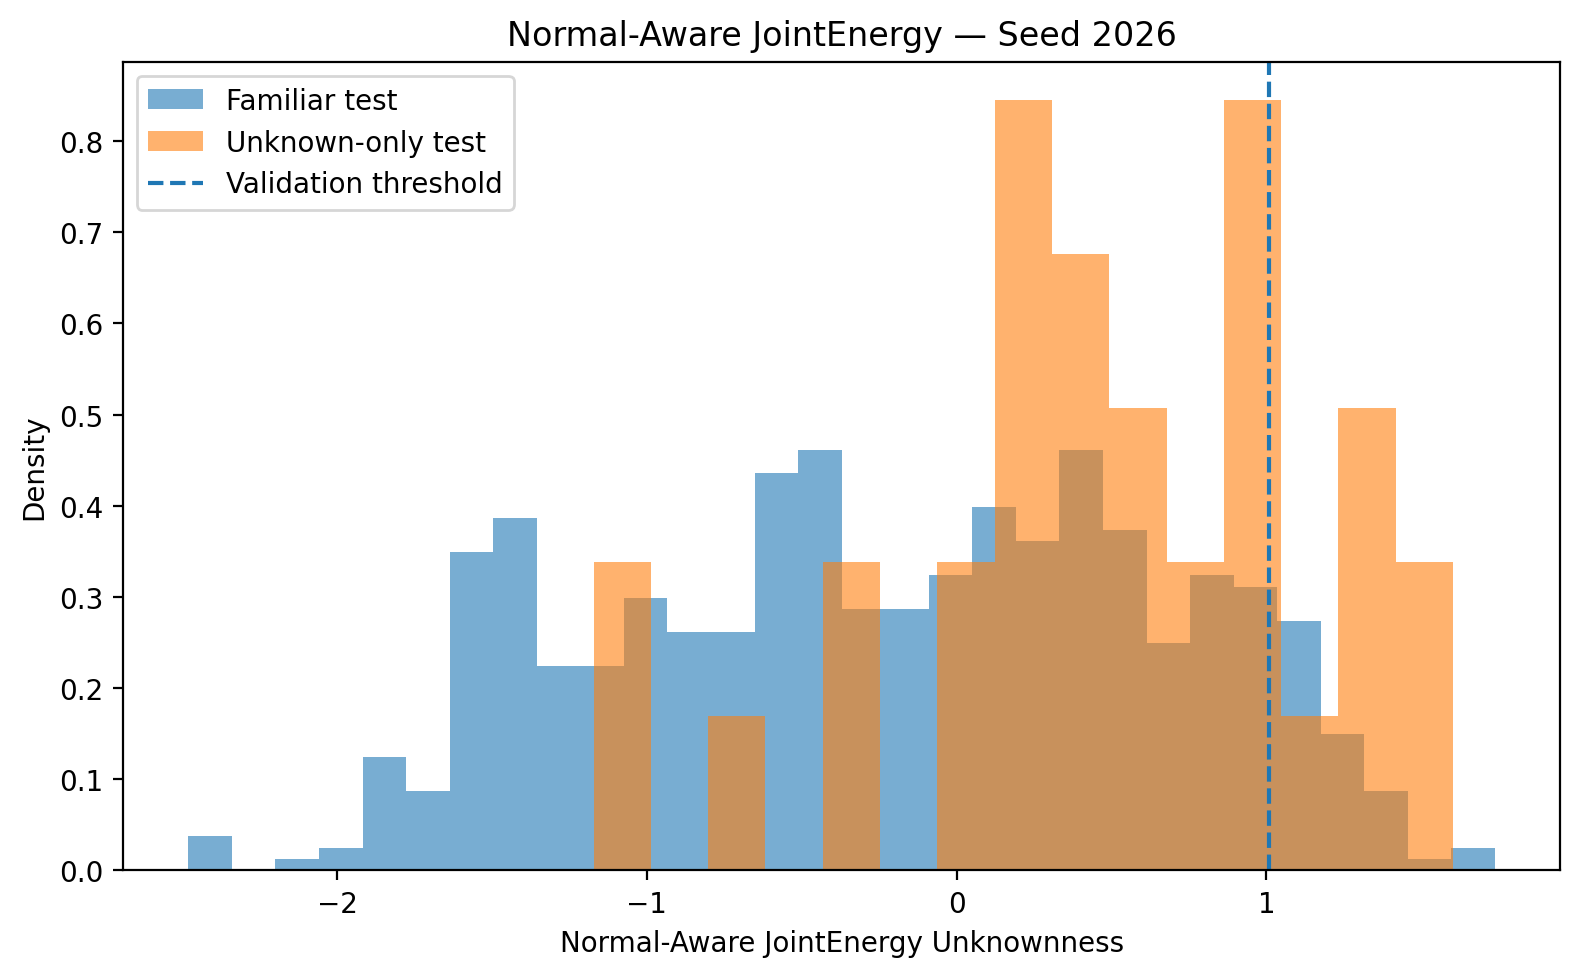 Normal-Aware JointEnergy — Seed 2026
Familiar test
Unknown-only test
Validation threshold
Density
0.8
0.7
0.6
0.5
0.4
0.3
0.2
0.1
0.0
−2
−1
0
1
Normal-Aware JointEnergy Unknownness